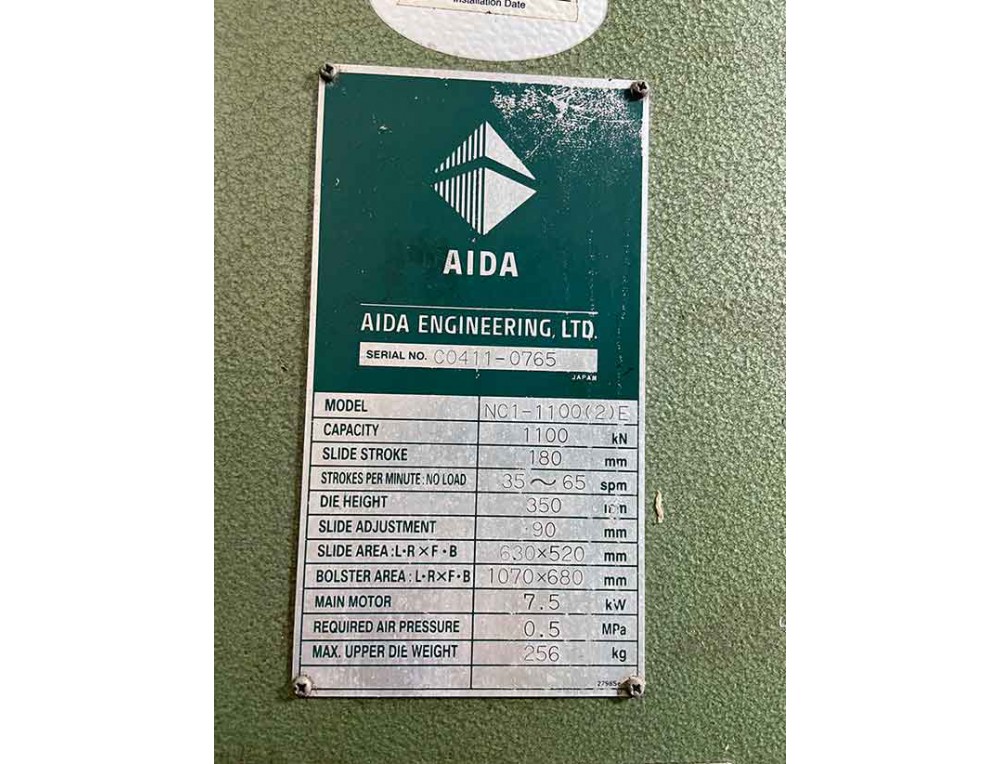 Installation Date
AIDA
AIDA ENGINEERING, LTD.
SERIAL NO. C0411-0765
JAPAN
MODEL NC1-1100(2)E
CAPACITY 1100 kN
SLIDE STROKE 180 mm
STROKES PER MINUTE: NO LOAD 35~65 spm
DIE HEIGHT 350 mm
SLIDE ADJUSTMENT 90 mm
SLIDE AREA: L・R×F・B 630×520 mm
BOLSTER AREA: L・R×F・B 1070×680 mm
MAIN MOTOR 7.5 kW
REQUIRED AIR PRESSURE 0.5 MPa
MAX. UPPER DIE WEIGHT 256 kg